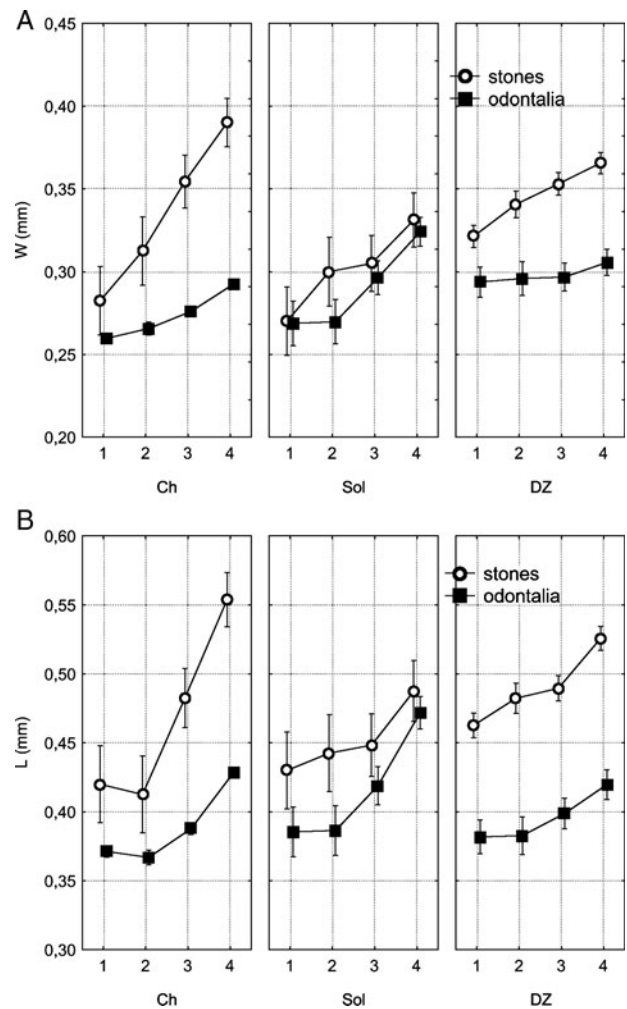 A
0,45
0,40
0,35
0,30
0,25
0,20
W (mm)
stones
odontalia
1 2 3 4 1 2 3 4 1 2 3 4
Ch Sol DZ
B
0,60
0,55
0,50
0,45
0,40
0,35
0,30
L (mm)
stones
odontalia
1 2 3 4 1 2 3 4 1 2 3 4
Ch Sol DZ